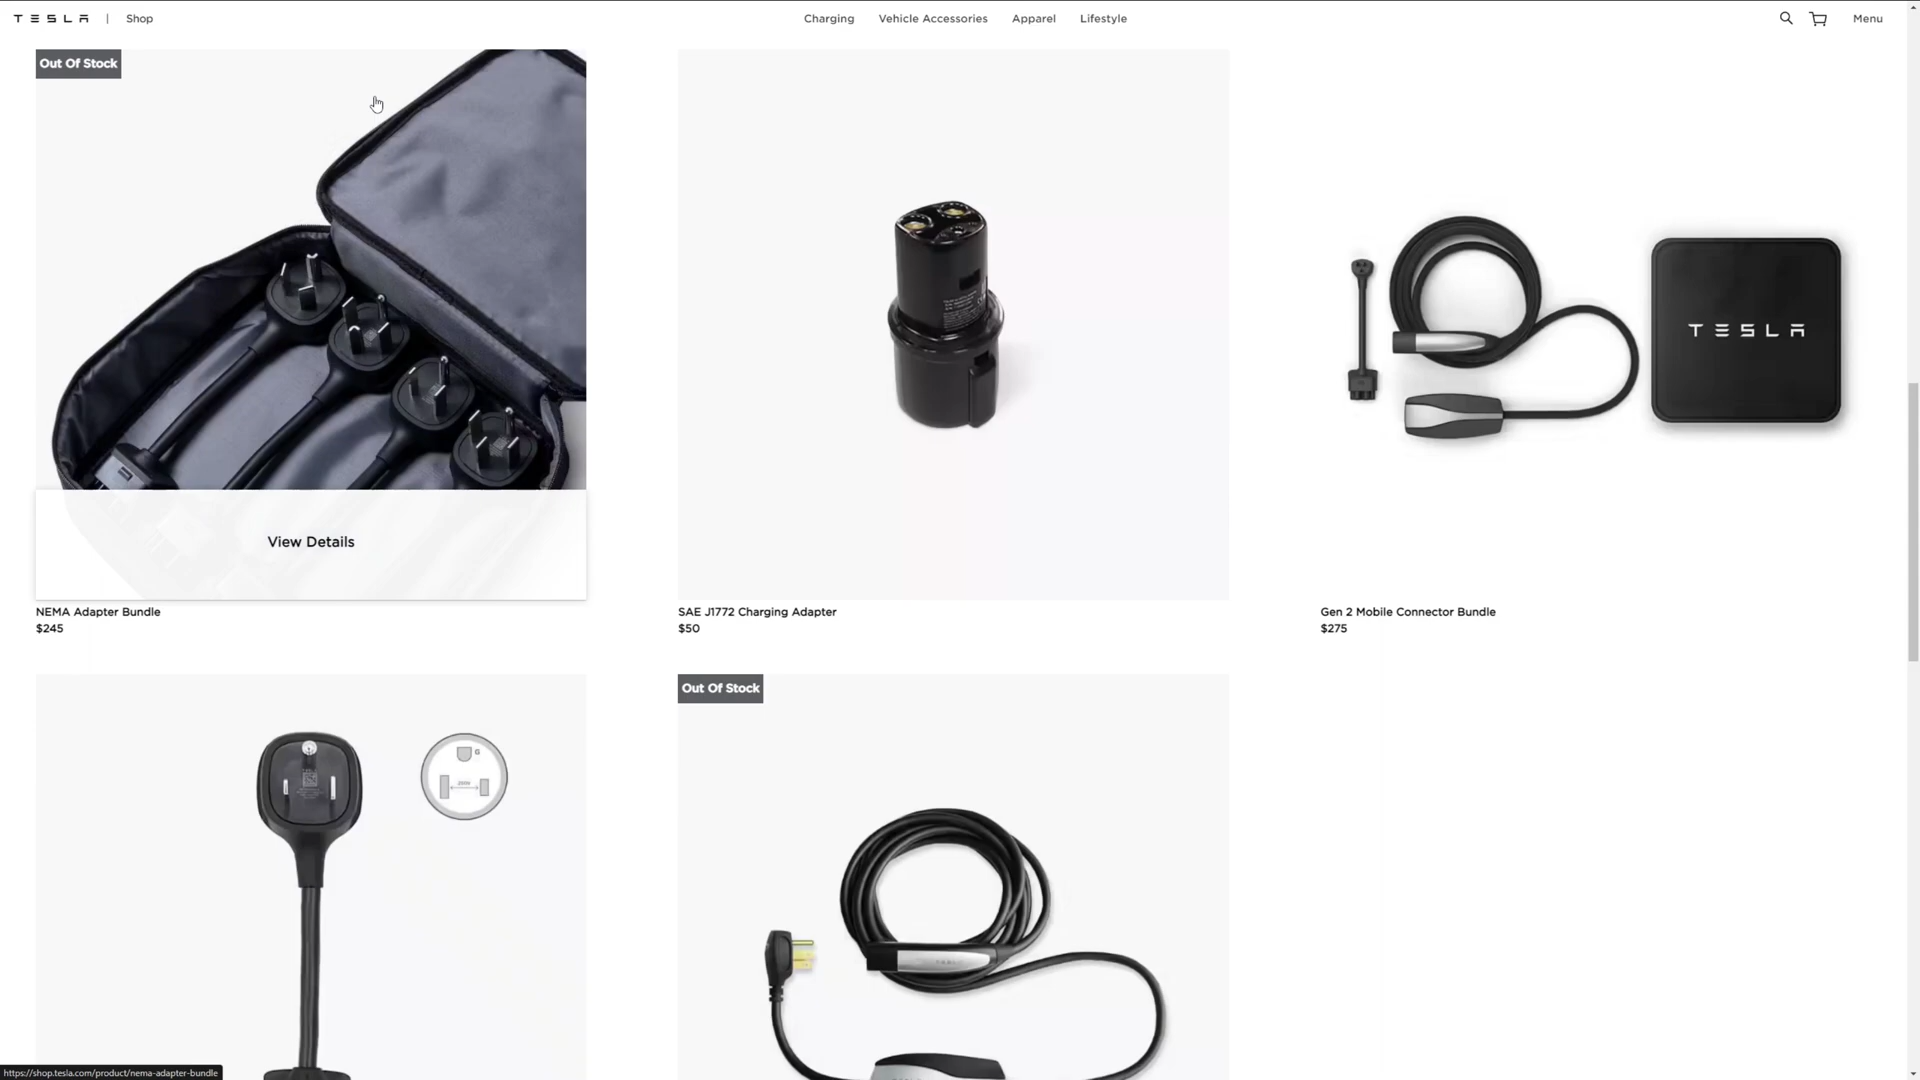 TESLA | Shop
Charging Vehicle Accessories Apparel Lifestyle
Menu
Out Of Stock
View Details
TESLA
NEMA Adapter Bundle
$245
SAE J1772 Charging Adapter
$50
Gen 2 Mobile Connector Bundle
$275
G
Out Of Stock
https://shop.tesla.com/product/nema-adapter-bundle